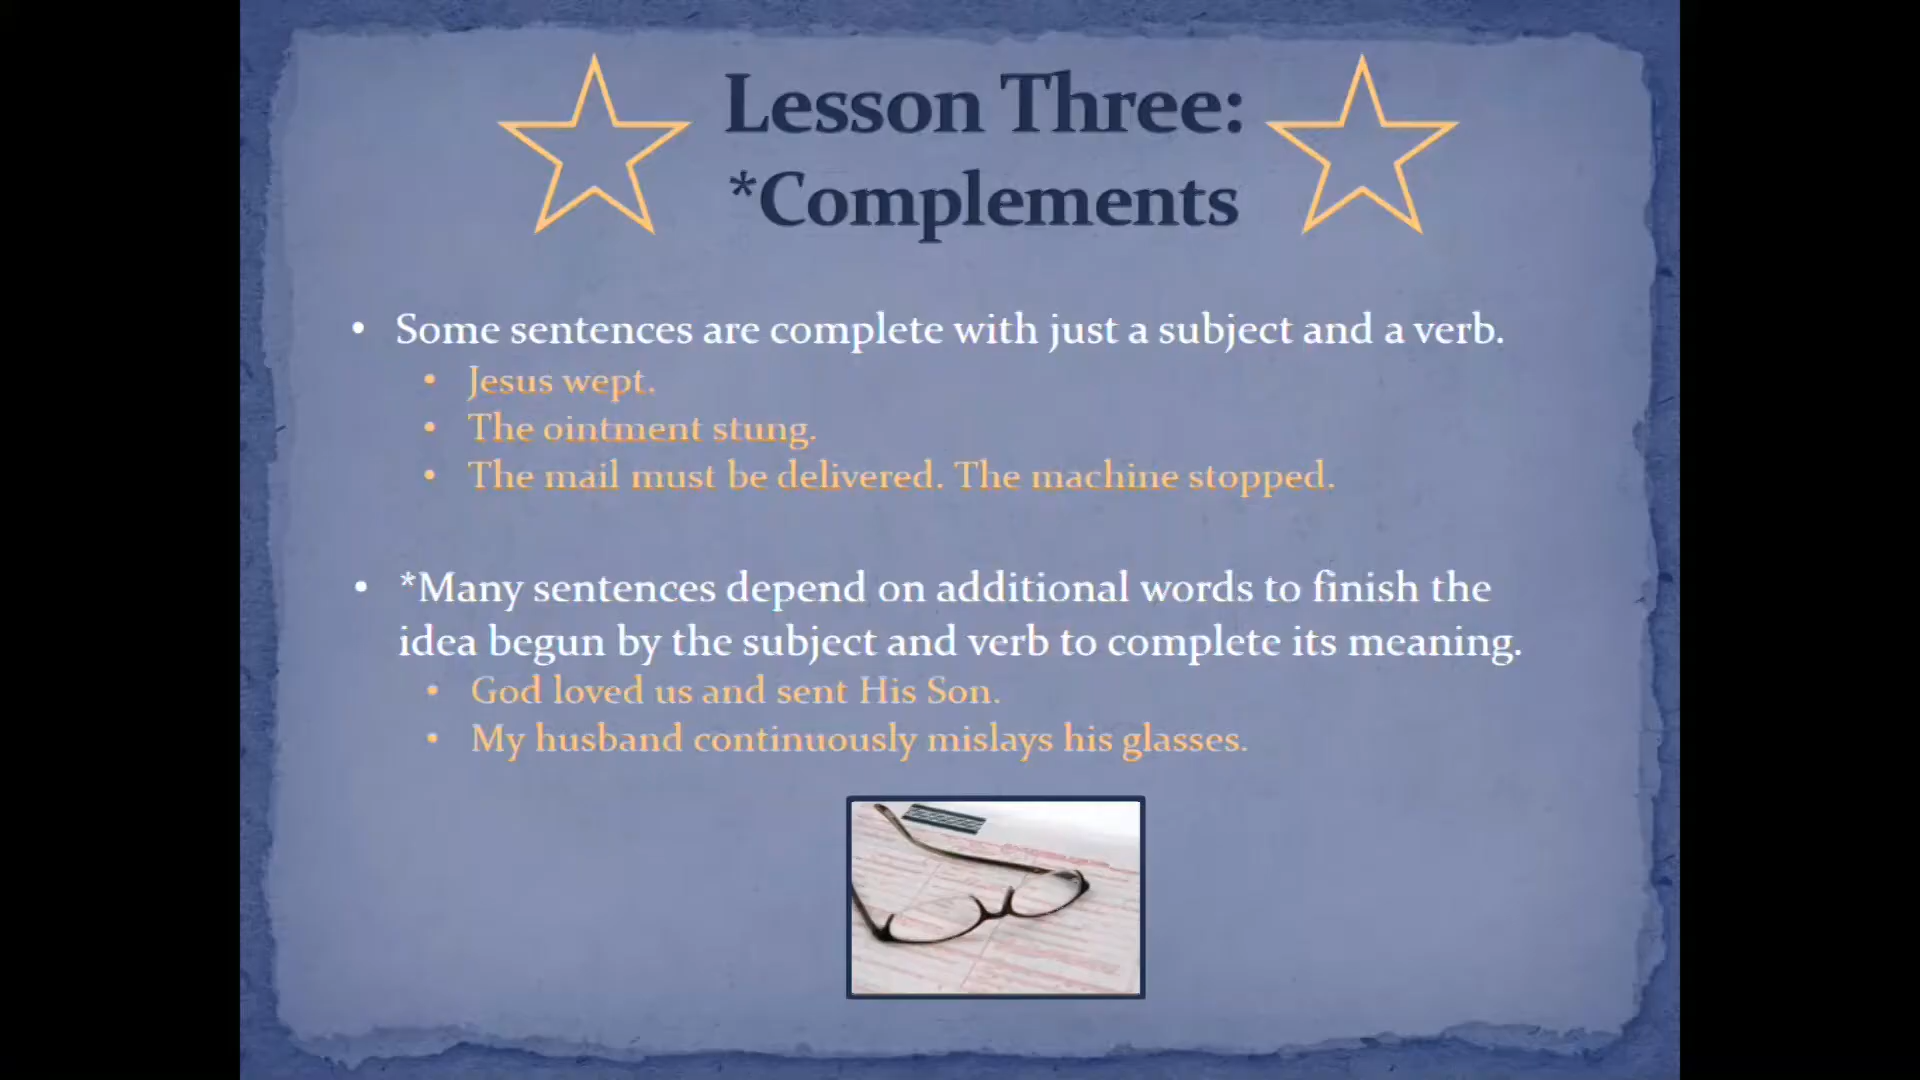 Lesson Three:
*Complements
• Some sentences are complete with just a subject and a verb.
• Jesus wept.
• The ointment stung.
• The mail must be delivered. The machine stopped.
• *Many sentences depend on additional words to finish the
idea begun by the subject and verb to complete its meaning.
• God loved us and sent His Son.
• My husband continuously mislays his glasses.